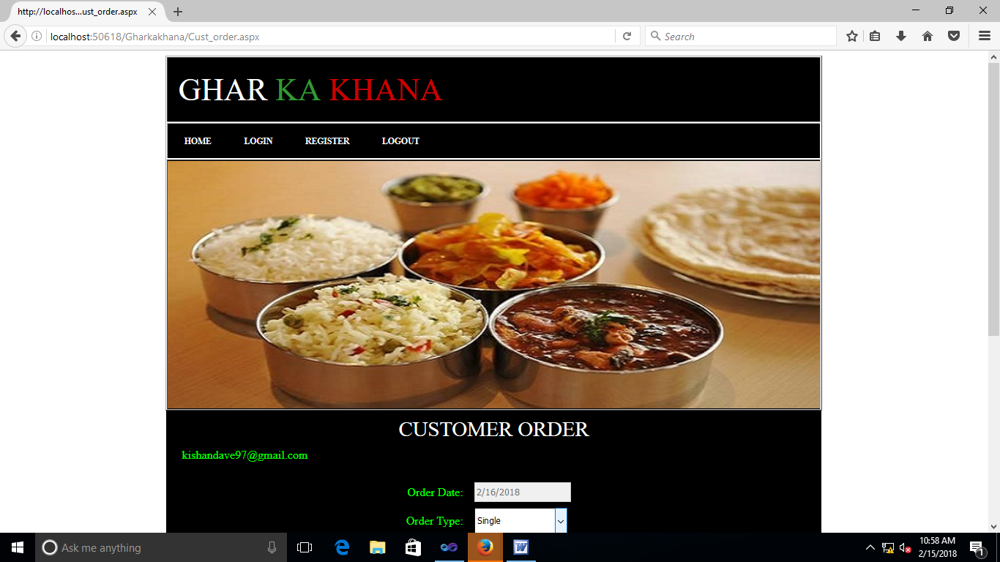 http://localhos...ust_order.aspx
localhost:50618/Gharkakhana/Cust_order.aspx
Search
GHAR KA KHANA
HOME LOGIN REGISTER LOGOUT
CUSTOMER ORDER
kishandave97@gmail.com
Order Date: 2/16/2018
Order Type: Single
Ask me anything
10:58 AM
2/15/2018
1